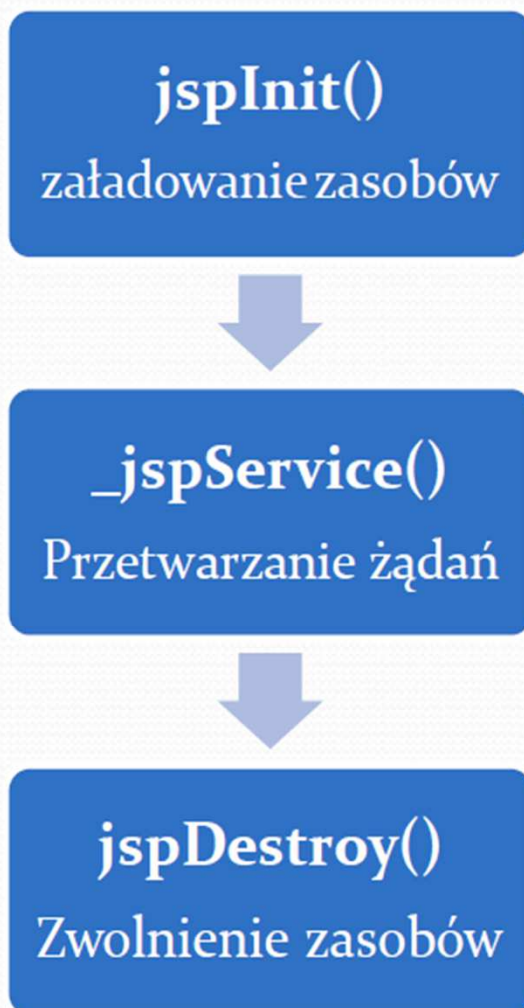 jspInit()
załadowanie zasobów
_jspService()
Przetwarzanie żądań
jspDestroy()
Zwolnienie zasobów